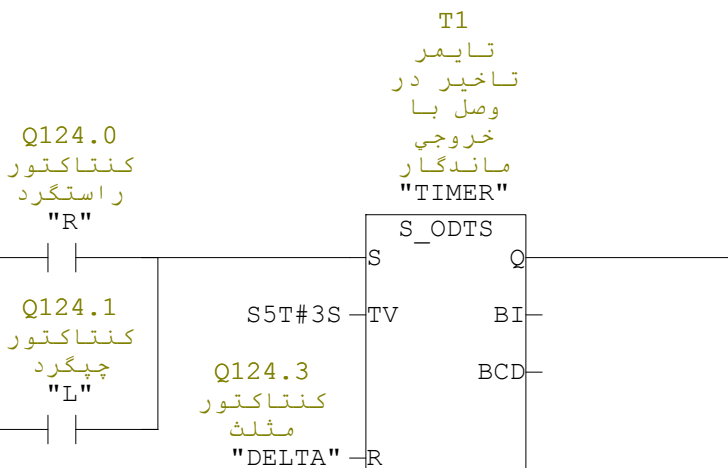 T1
تايمر
تاخير در
وصل با
خروجي
ماندگار
"TIMER"
S_ODTS
Q124.0
كنتاكتور
راستگرد
"R"
S
Q
S5T#3S
TV
BI
Q124.1
كنتاكتور
چپگرد
"L"
BCD
Q124.3
كنتاكتور
مثلث
"DELTA"
R